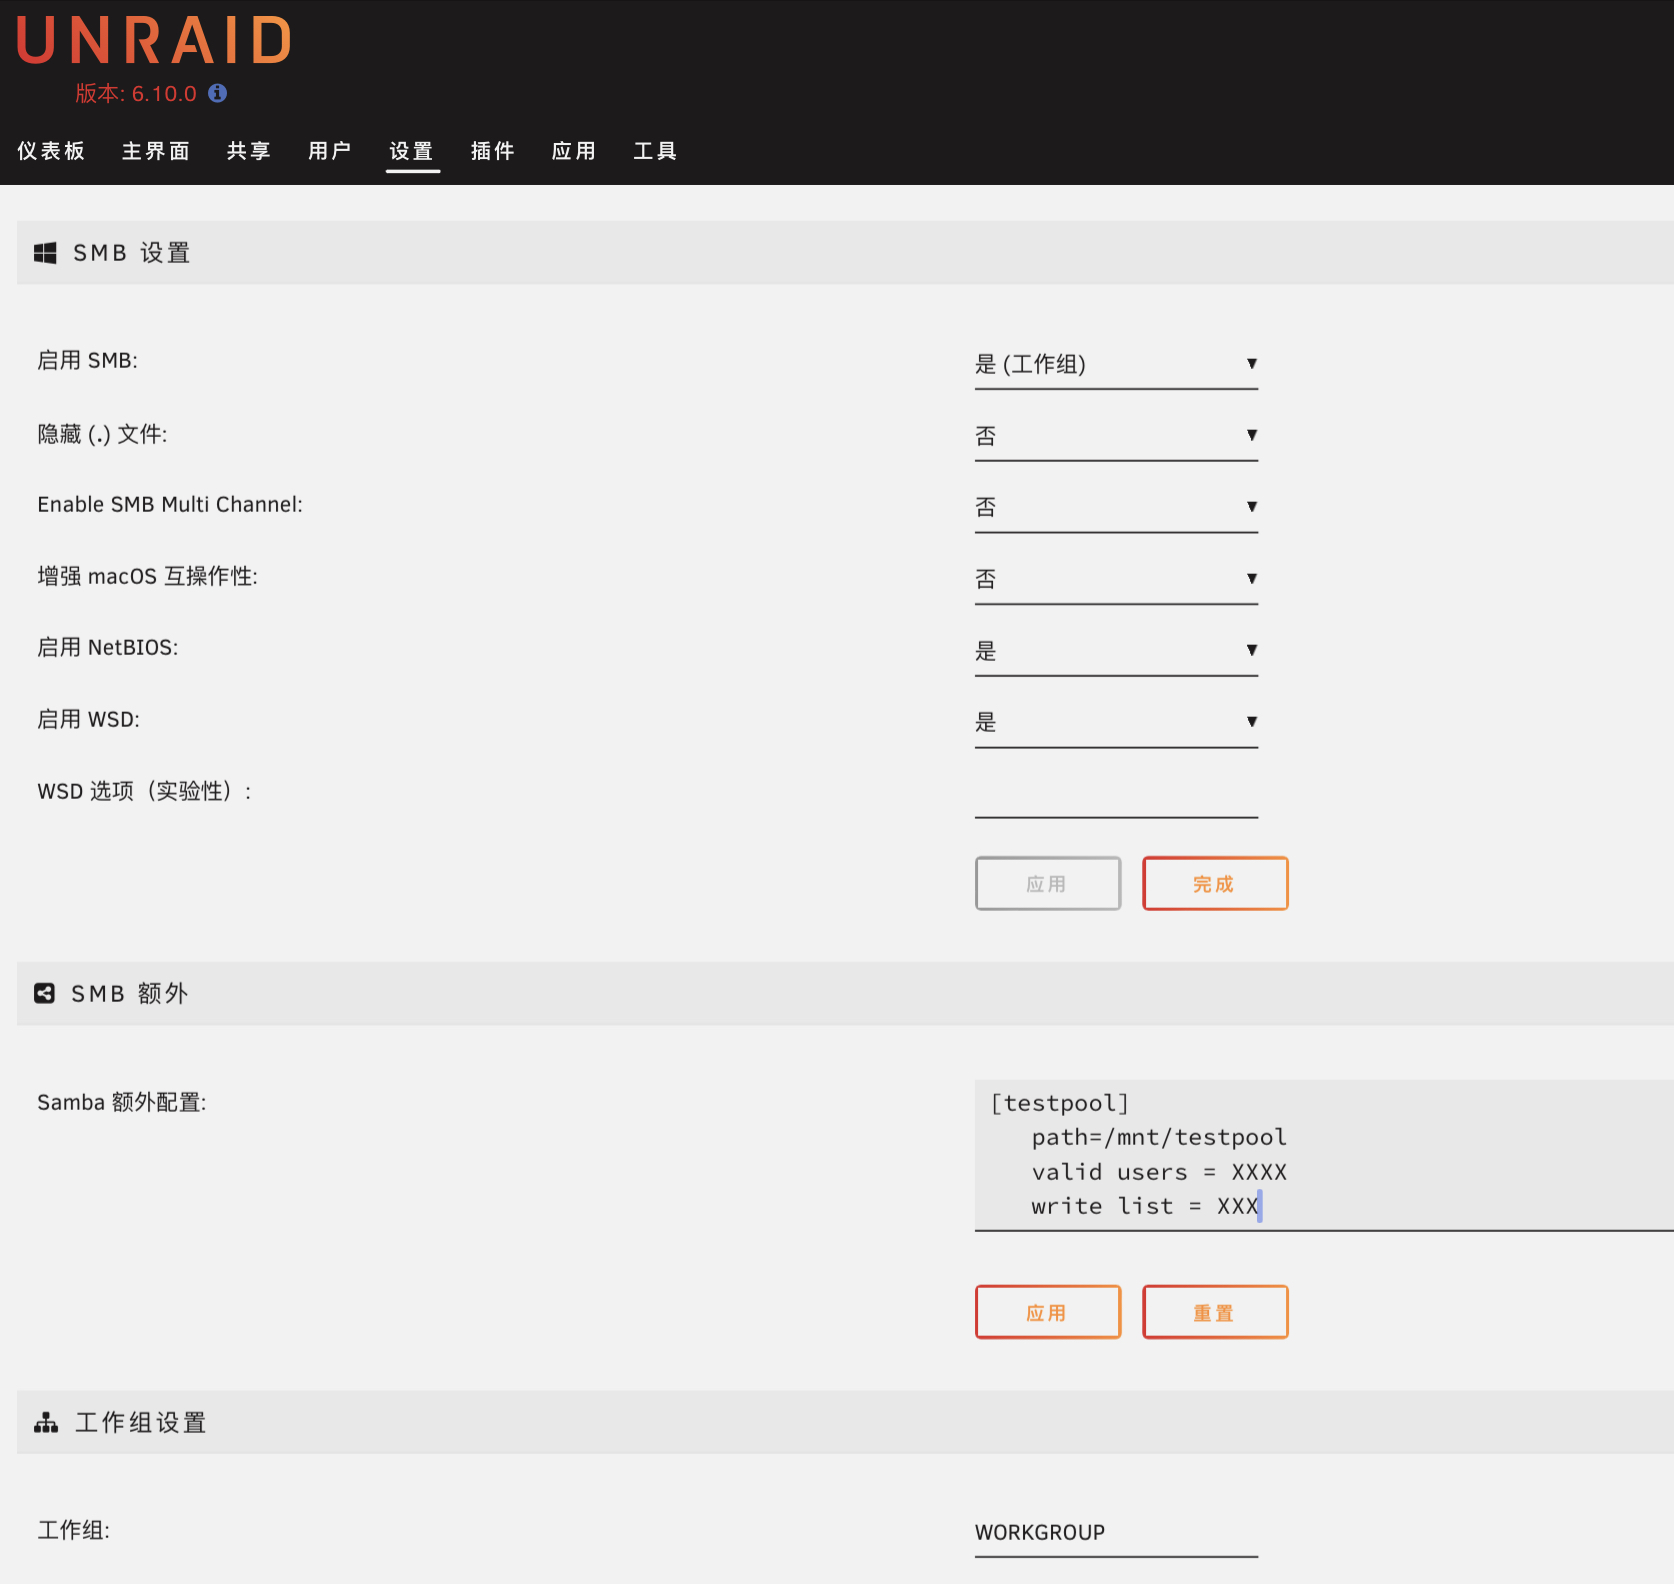 UNRAID
版本: 6.10.0
仪表板 主界面 共享 用户 设置 插件 应用 工具
SMB 设置
启用 SMB: 是 (工作组)
隐藏 (.) 文件: 否
Enable SMB Multi Channel: 否
增强 macOS 互操作性: 否
启用 NetBIOS: 是
启用 WSD: 是
WSD 选项（实验性）:
应用 完成
SMB 额外
Samba 额外配置: [testpool]
path=/mnt/testpool
valid users = XXXX
write list = XXX
应用 重置
工作组设置
工作组: WORKGROUP